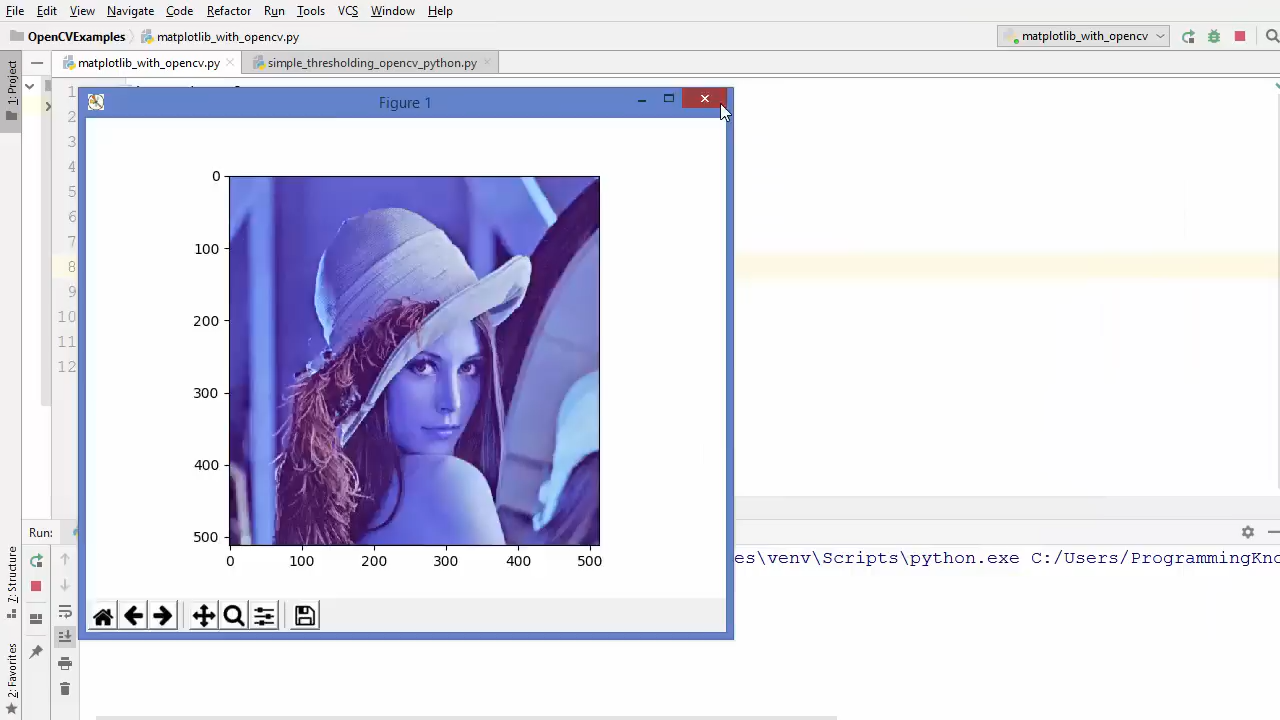 File Edit View Navigate Code Refactor Run Tools VCS Window Help
OpenCVExamples matplotlib_with_opencv.py matplotlib_with_opencv
1: Project
matplotlib_with_opencv.py simple_thresholding_opencv_python.py
1
2
3
4
5
6
7
8
9
10
11
12
Figure 1
0
100
200
300
400
500
0 100 200 300 400 500
Run:
es\venv\Scripts\python.exe C:/Users/ProgrammingKno
7: Structure
2: Favorites